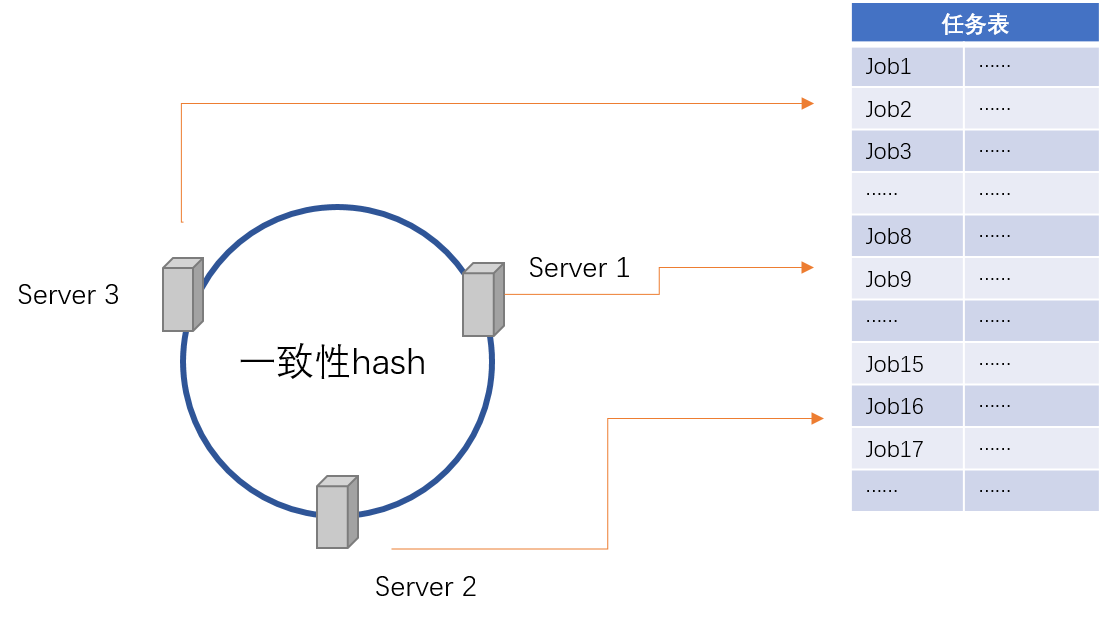 任务表
Job1 ······
Job2 ······
Job3 ······
······ ······
Job8 ······
Job9 ······
······ ······
Job15 ······
Job16 ······
Job17 ······
······ ······
Server 1
Server 3
一致性hash
Server 2